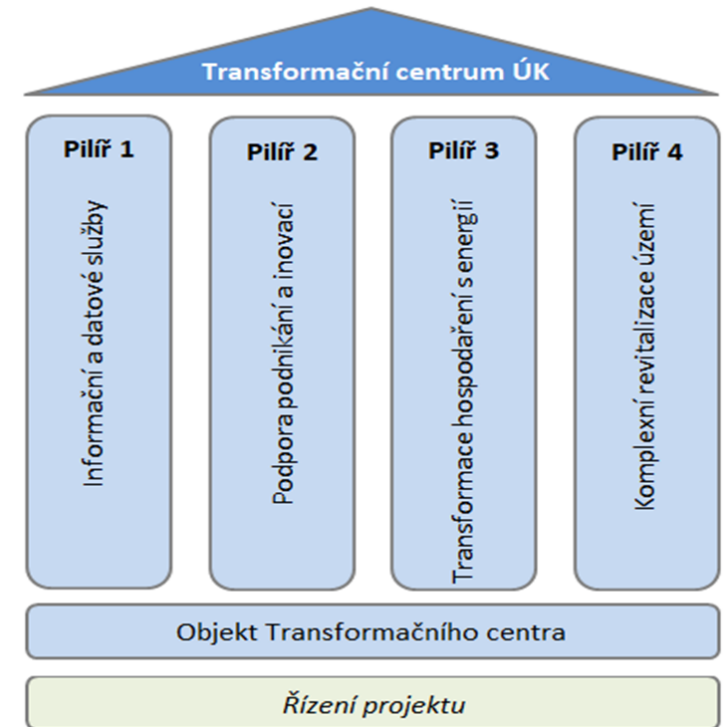 Transformační centrum ÚK
Pilíř 1
Informační a datové služby
Pilíř 2
Podpora podnikání a inovací
Pilíř 3
Transformace hospodaření s energií
Pilíř 4
Komplexní revitalizace území
Objekt Transformačního centra
Řízení projektu